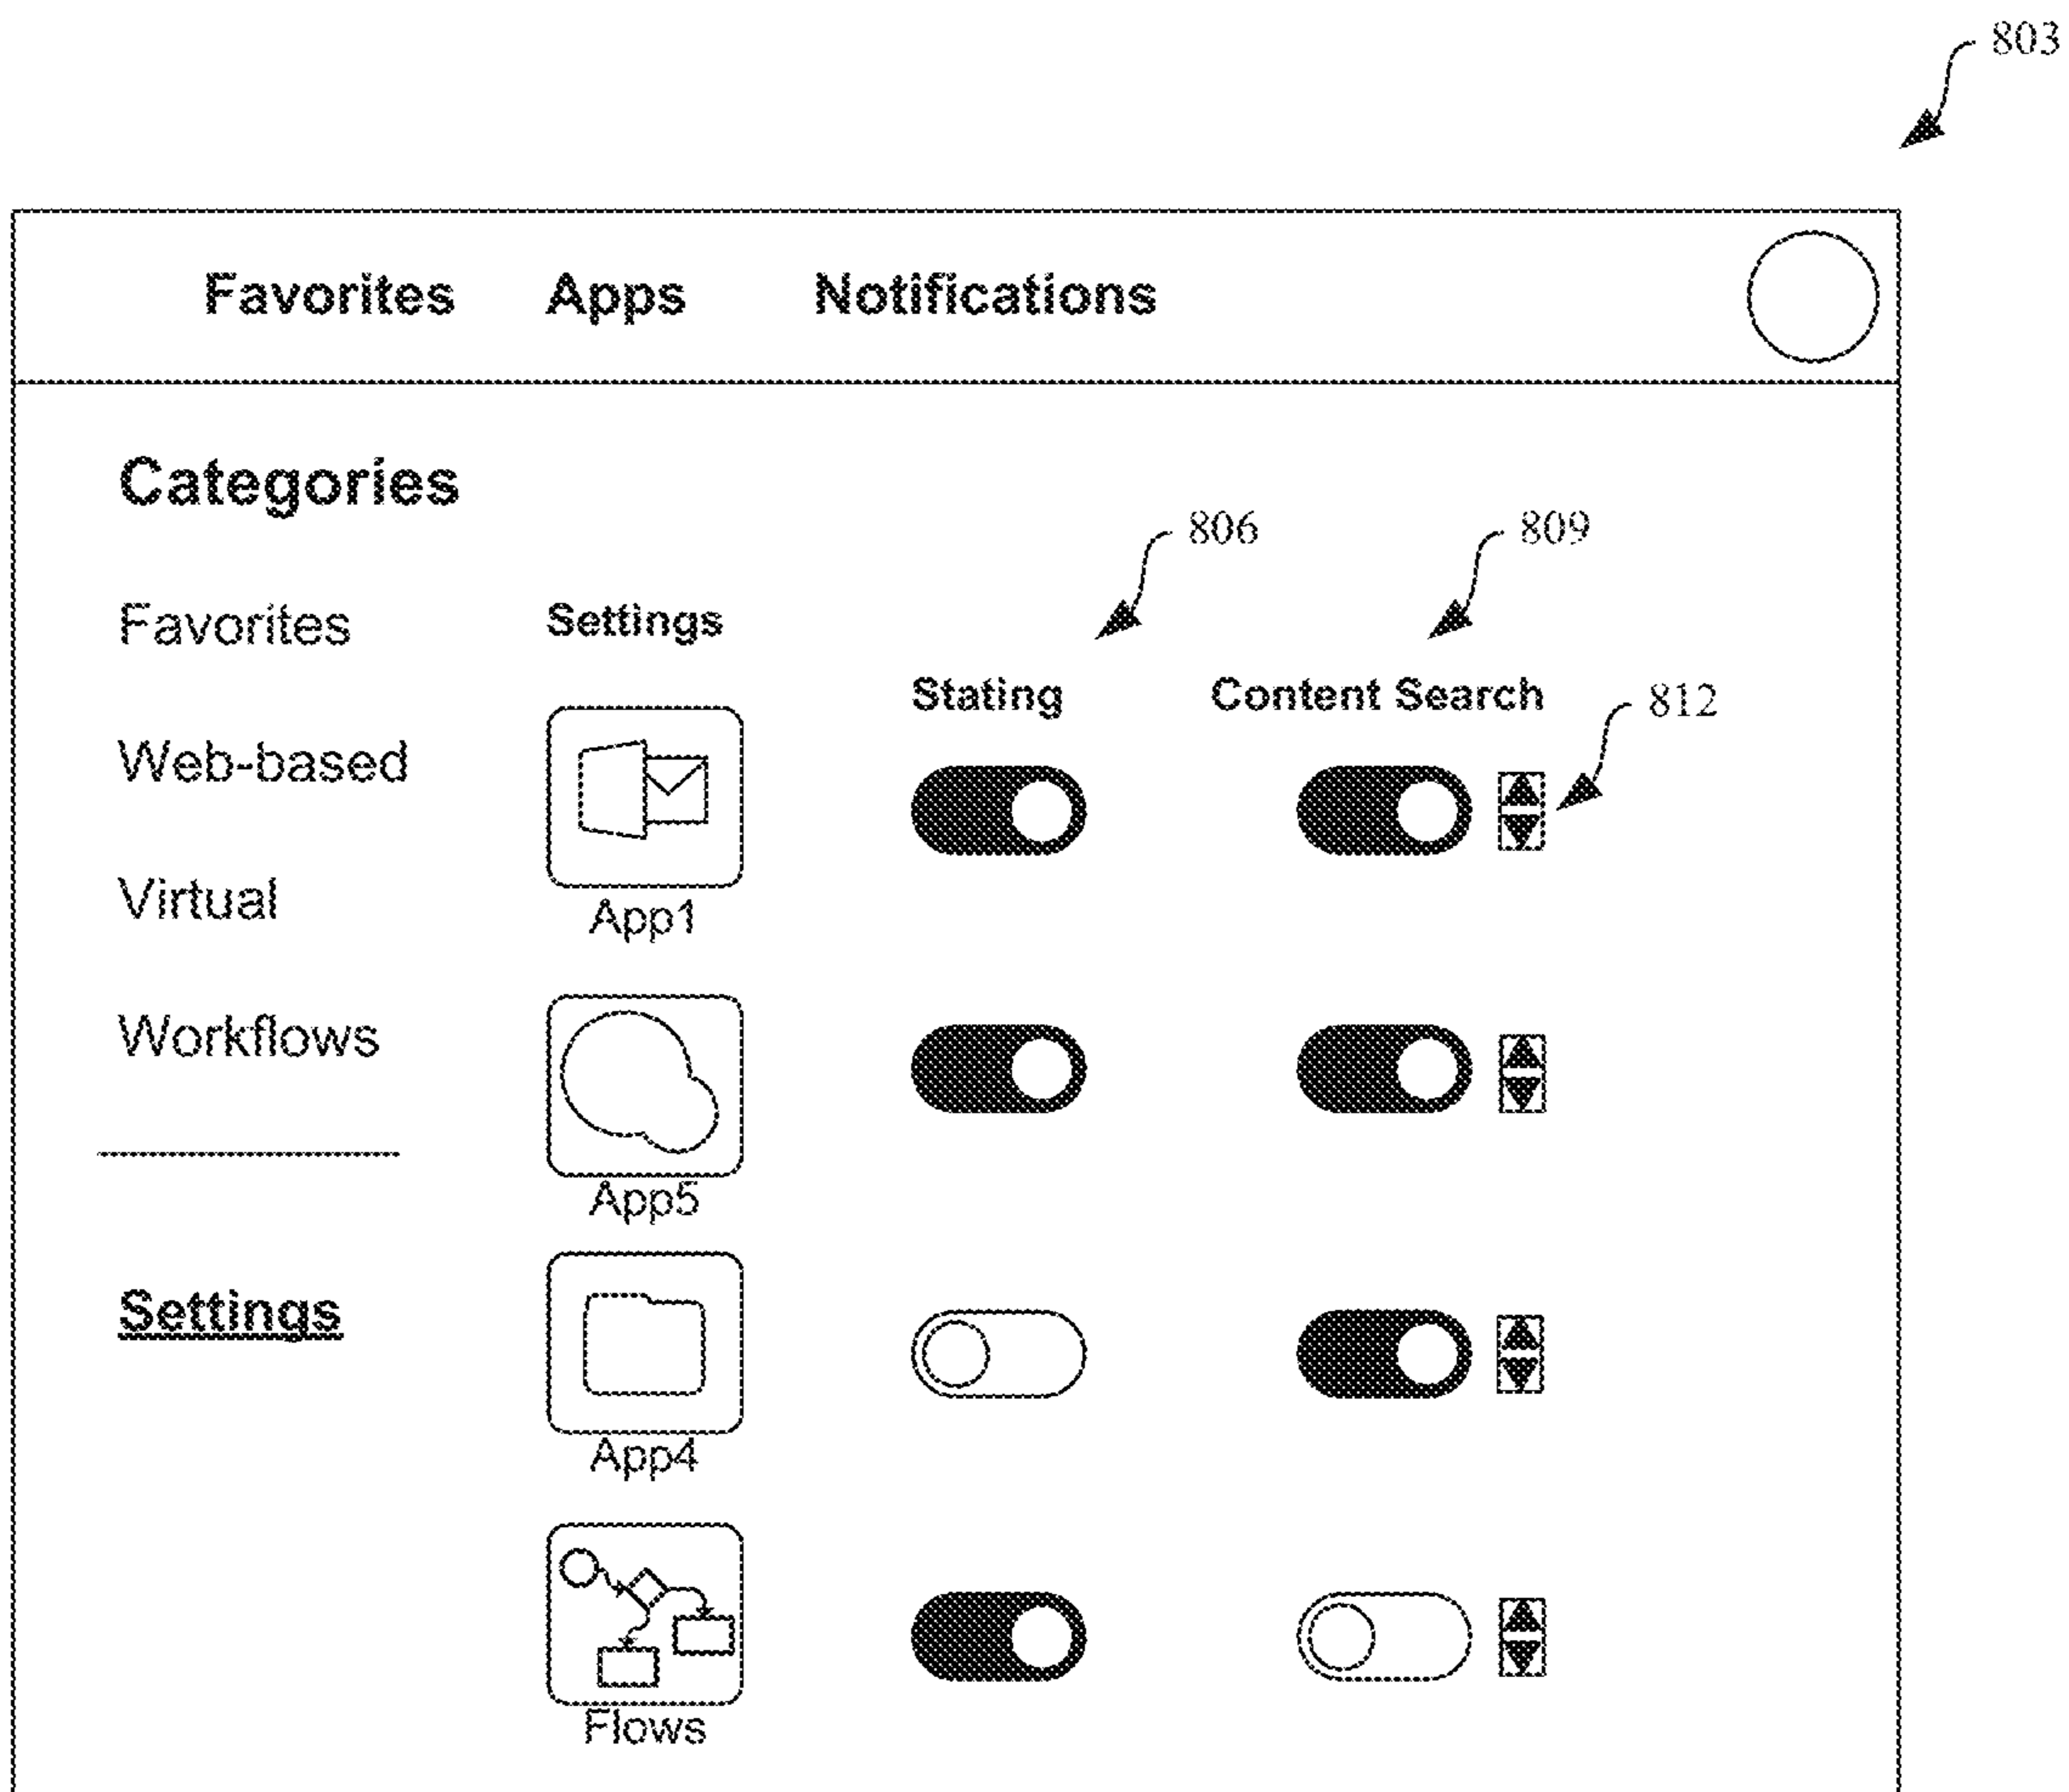 803
Favorites Apps Notifications
Categories
806 809
Favorites Settings
Stating Content Search 812
Web-based
Virtual App1
Workflows
App5
Settings
App4
Flows